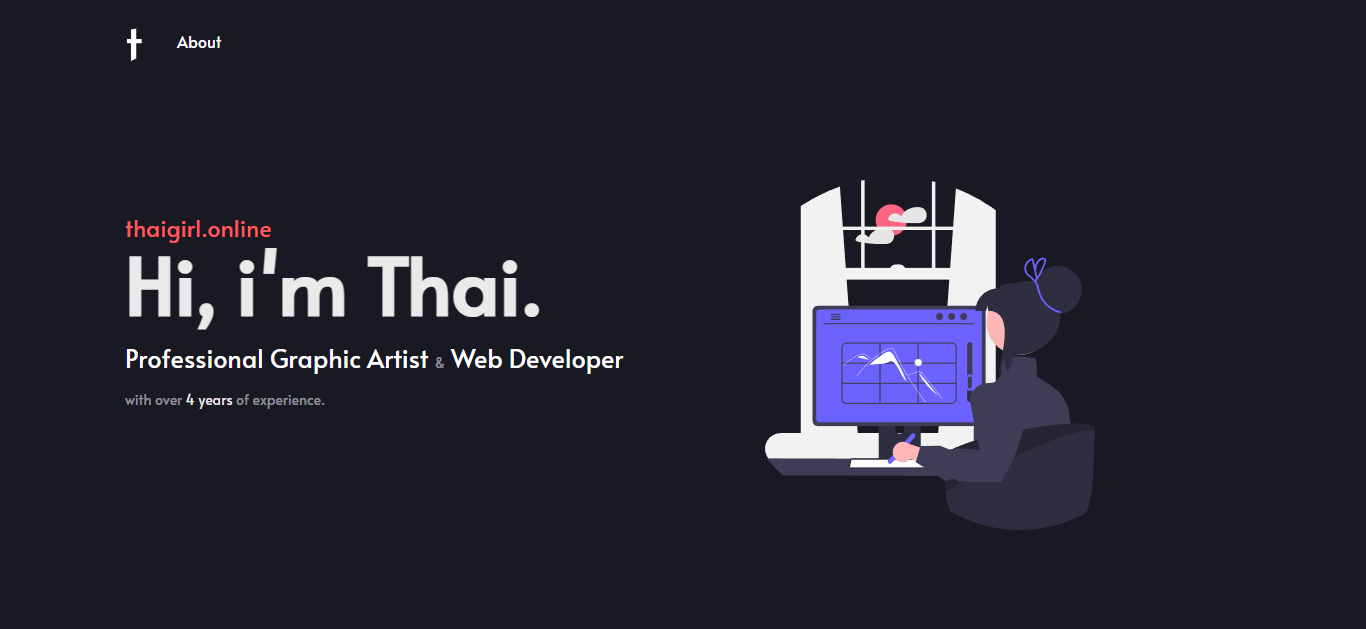 t About
thaigirl.online
Hi, i'm Thai.
Professional Graphic Artist & Web Developer
with over 4 years of experience.